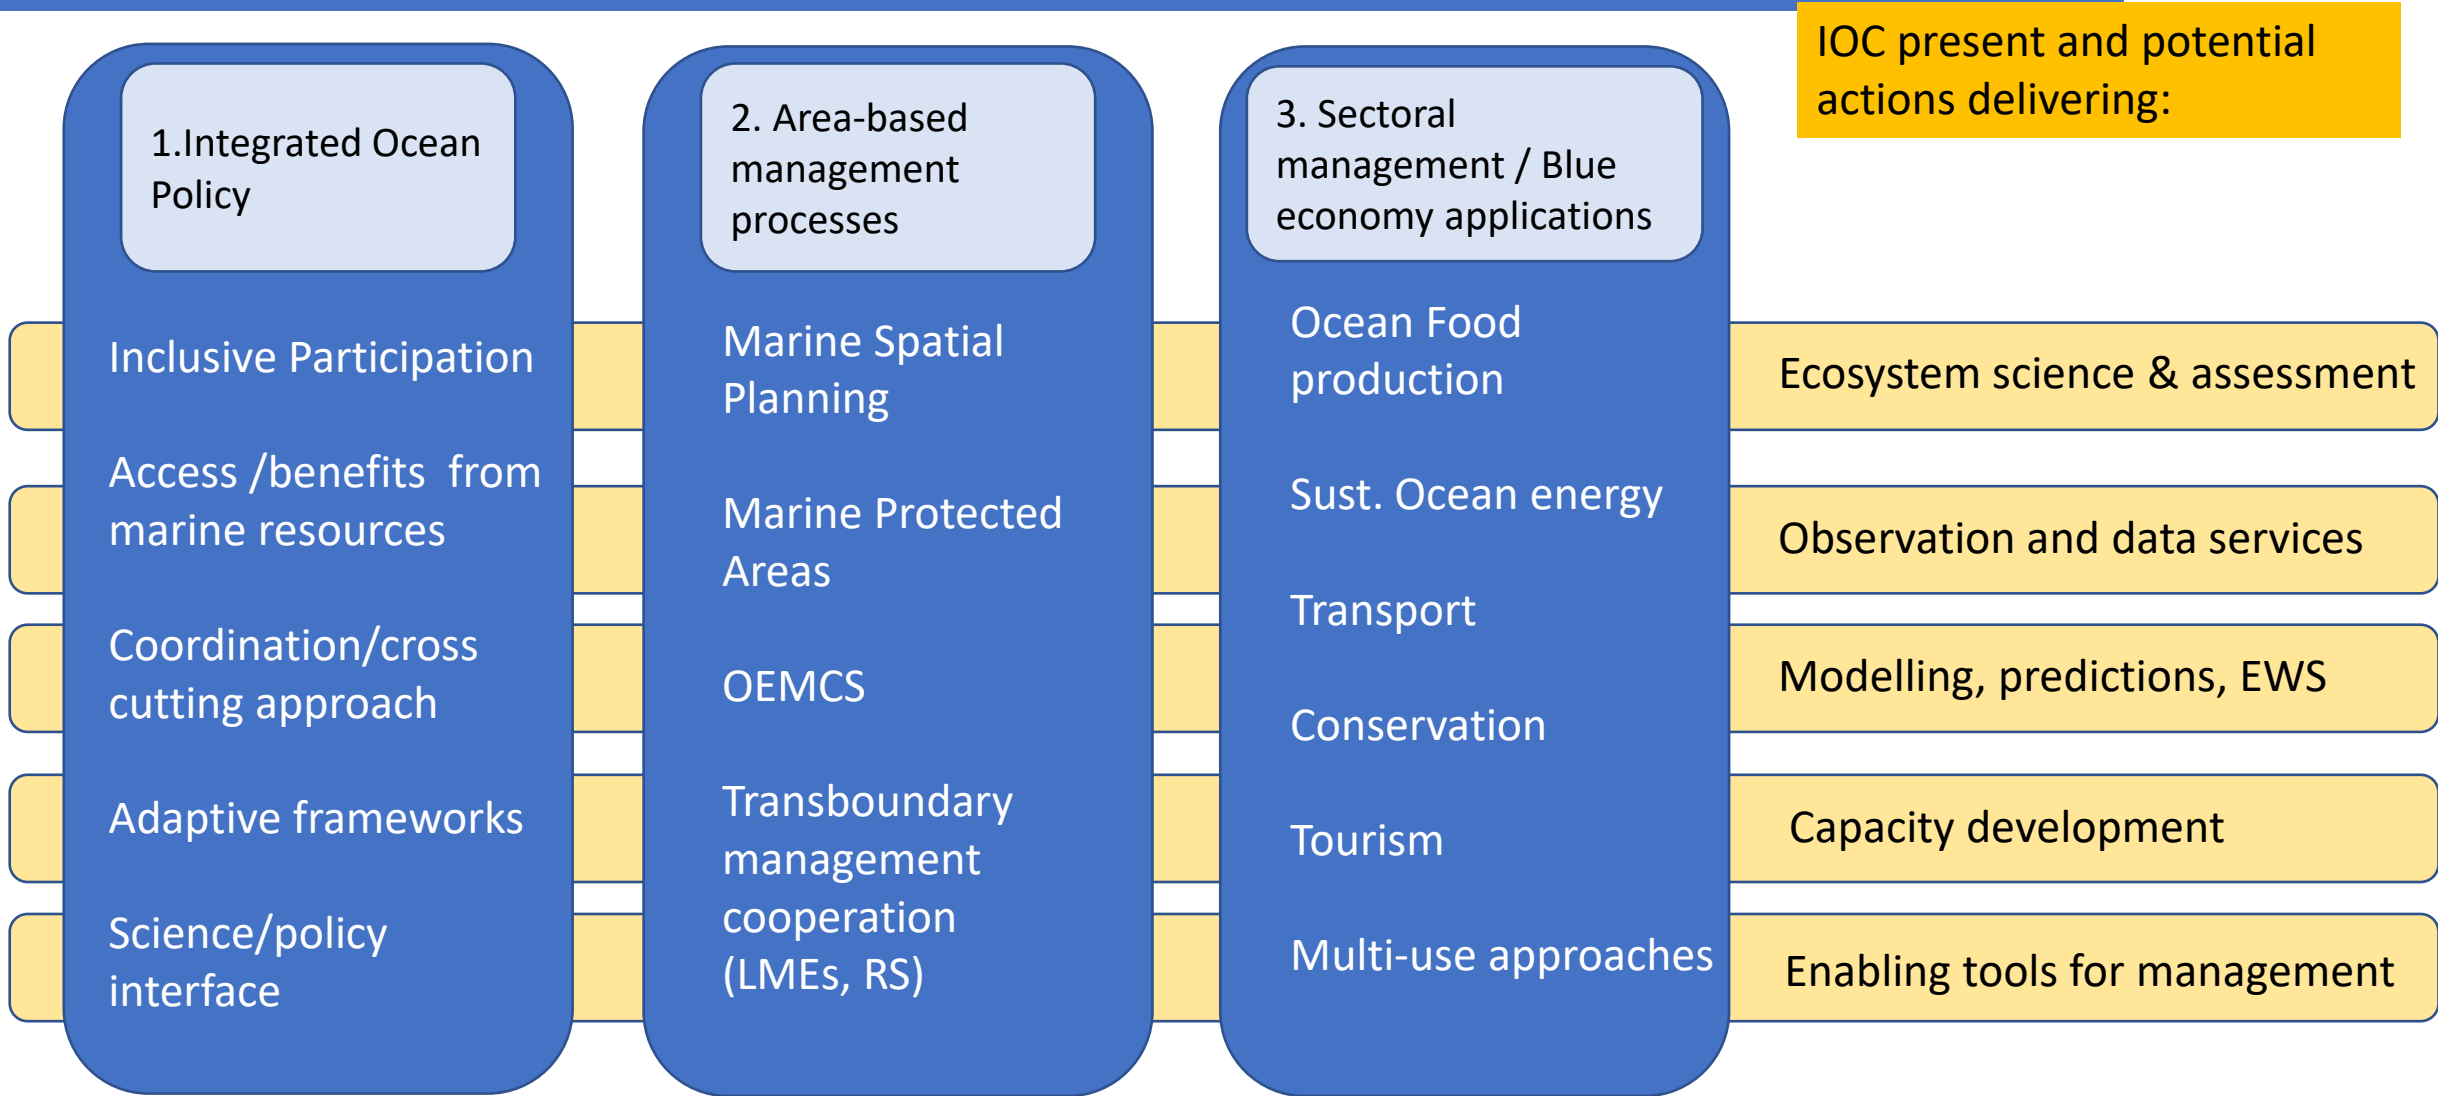 IOC present and potential
actions delivering:
1.Integrated Ocean
Policy
Inclusive Participation
Access /benefits  from
marine resources
Coordination/cross
cutting approach
Adaptive frameworks
Science/policy
interface
2. Area-based
management
processes
Marine Spatial
Planning
Marine Protected
Areas
OEMCS
Transboundary
management
cooperation
(LMEs, RS)
3. Sectoral
management / Blue
economy applications
Ocean Food
production
Sust. Ocean energy
Transport
Conservation
Tourism
Multi-use approaches
Ecosystem science & assessment
Observation and data services
Modelling, predictions, EWS
Capacity development
Enabling tools for management